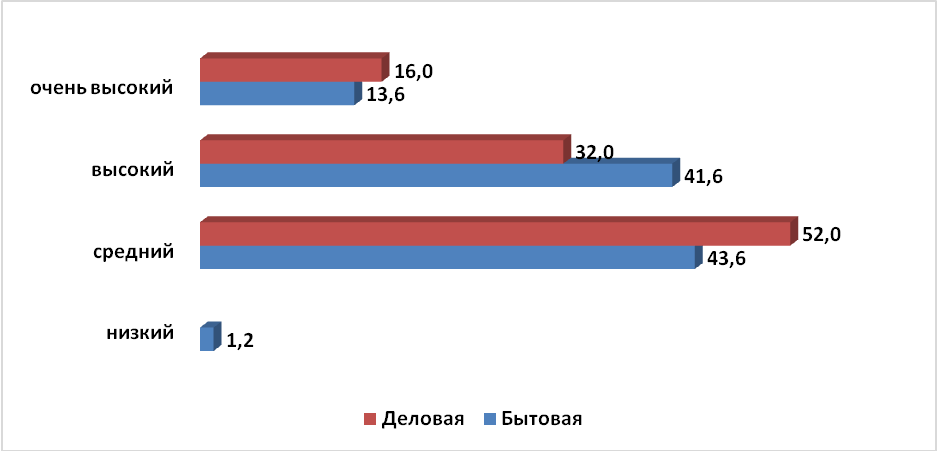 16,0
очень высокий
13,6
32,0
высокий
41,6
52,0
средний
43,6
низкий
1,2
Деловая Бытовая